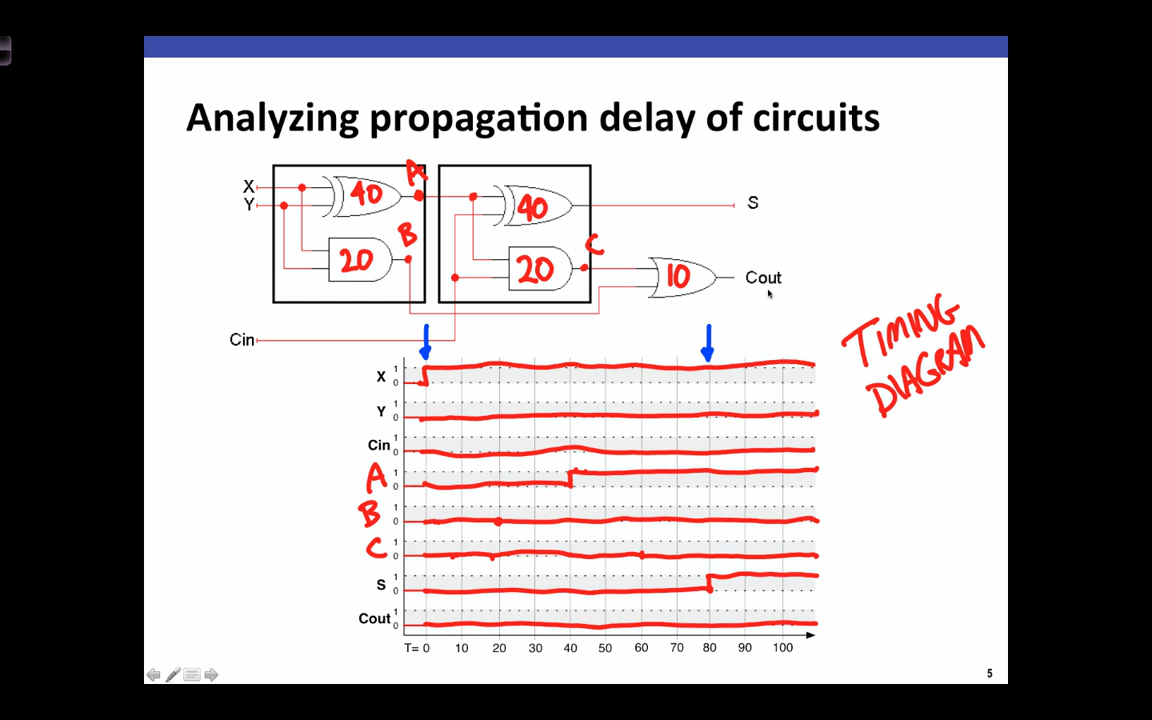 Analyzing propagation delay of circuits
X 40 A 40 S
Y
B C
20 20 10 Cout
Cin
TIMING
DIAGRAM
X 1
0
Y 1
0
Cin 1
0
A 1
0
B 1
0
C 1
0
S 1
0
Cout 1
0
T= 0 10 20 30 40 50 60 70 80 90 100
5